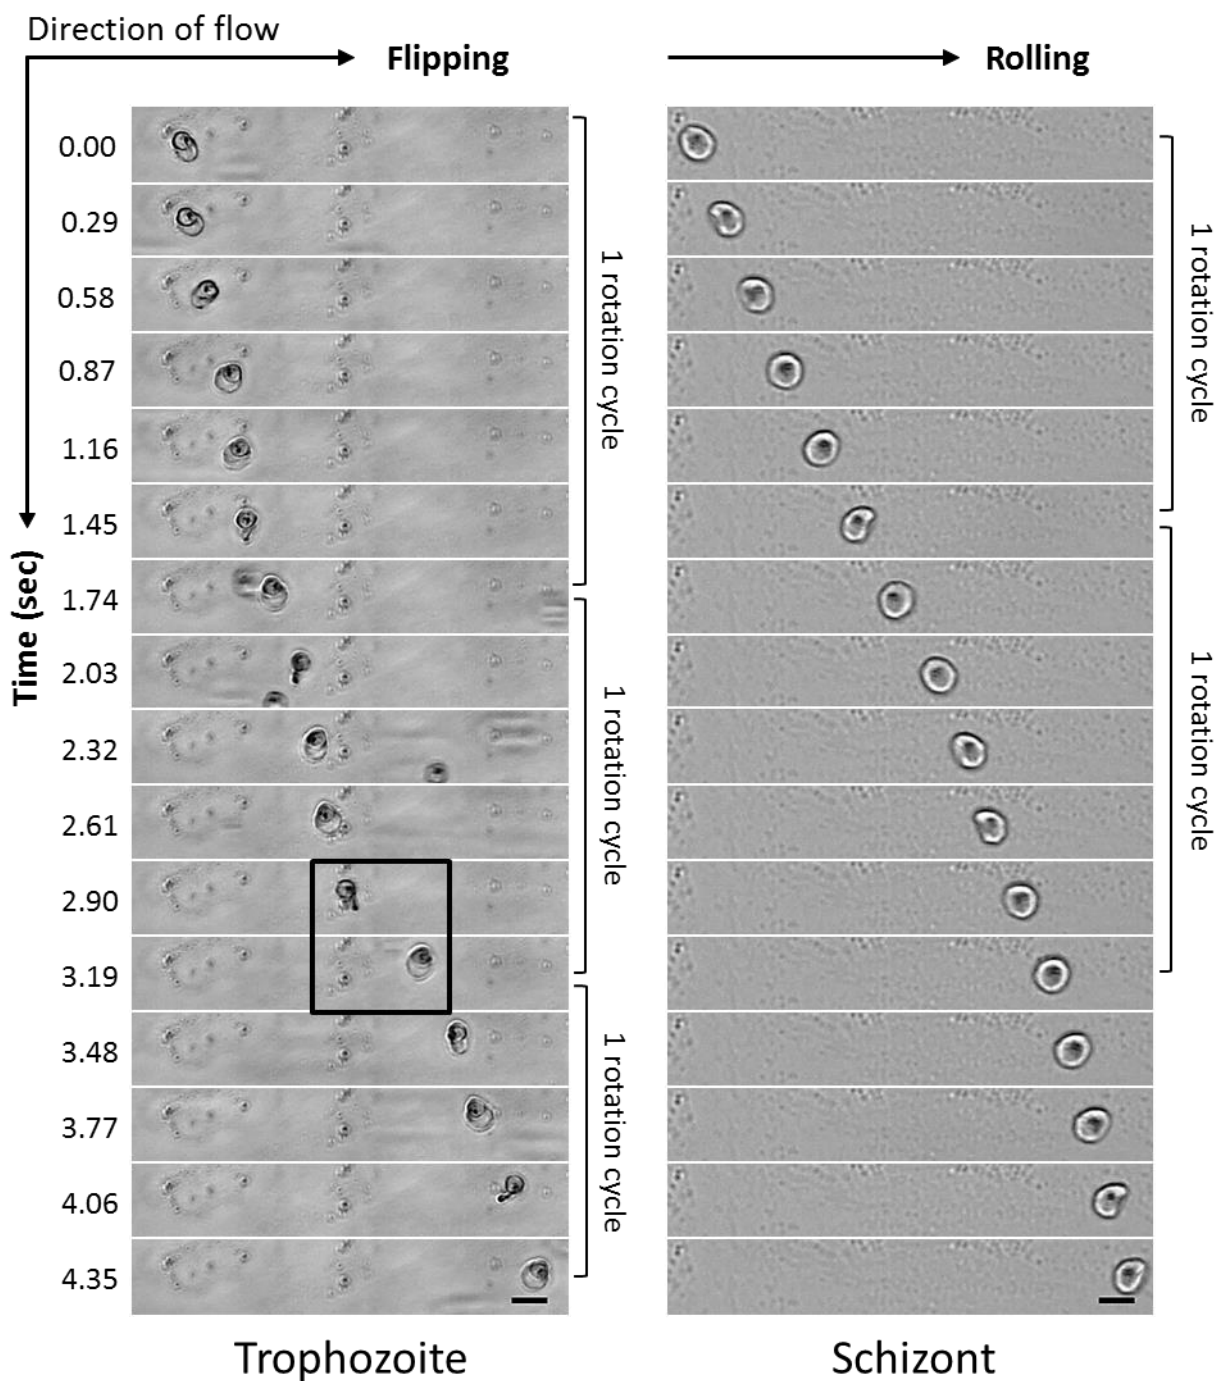 Direction of flow
Flipping
Rolling
Time (sec)
0.00
0.29
0.58
0.87
1.16
1.45
1.74
2.03
2.32
2.61
2.90
3.19
3.48
3.77
4.06
4.35
1 rotation cycle
1 rotation cycle
1 rotation cycle
1 rotation cycle
1 rotation cycle
Trophozoite
Schizont